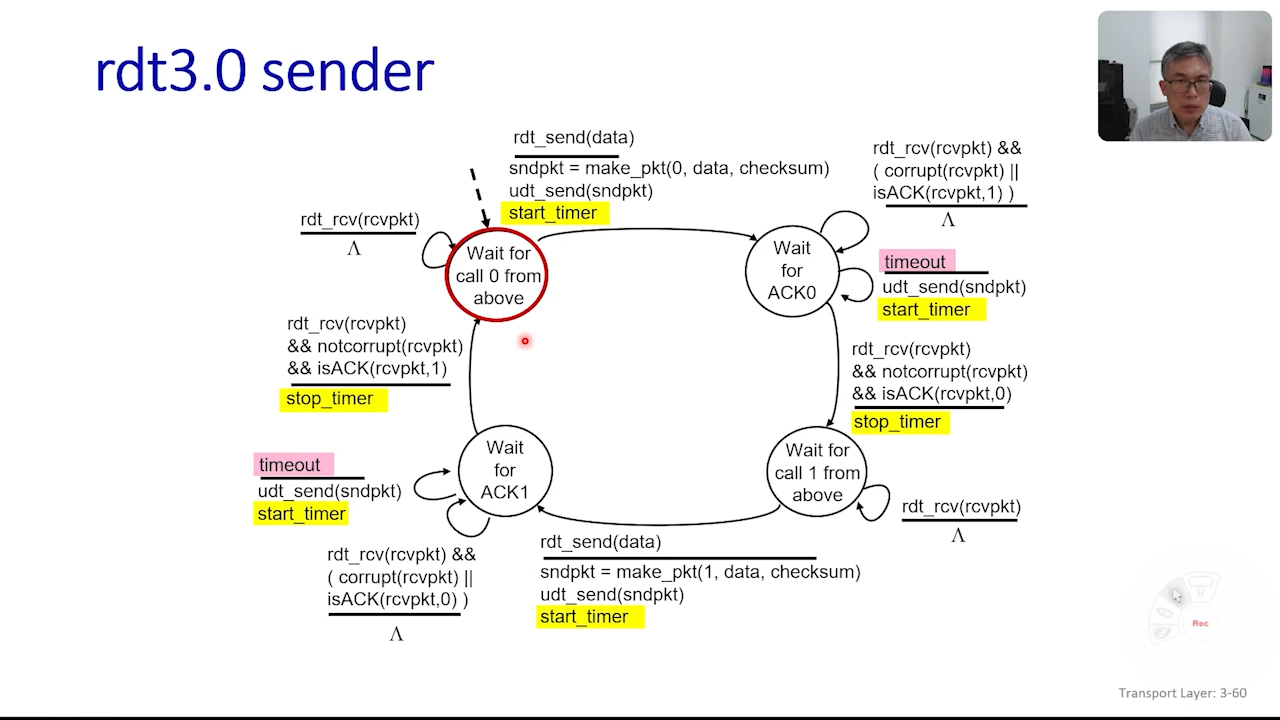 rdt3.0 sender
rdt_send(data)
sndpkt = make_pkt(0, data, checksum)
udt_send(sndpkt)
start_timer
rdt_rcv(rcvpkt) &&
( corrupt(rcvpkt) ||
isACK(rcvpkt,1) )
Λ
rdt_rcv(rcvpkt)
Λ
Wait for
call 0 from
above
Wait
for
ACK0
timeout
udt_send(sndpkt)
start_timer
rdt_rcv(rcvpkt)
&& notcorrupt(rcvpkt)
&& isACK(rcvpkt,1)
stop_timer
rdt_rcv(rcvpkt)
&& notcorrupt(rcvpkt)
&& isACK(rcvpkt,0)
stop_timer
timeout
udt_send(sndpkt)
start_timer
Wait
for
ACK1
Wait for
call 1 from
above
rdt_rcv(rcvpkt)
Λ
rdt_rcv(rcvpkt) &&
( corrupt(rcvpkt) ||
isACK(rcvpkt,0) )
Λ
rdt_send(data)
sndpkt = make_pkt(1, data, checksum)
udt_send(sndpkt)
start_timer
Rec
Transport Layer: 3-60